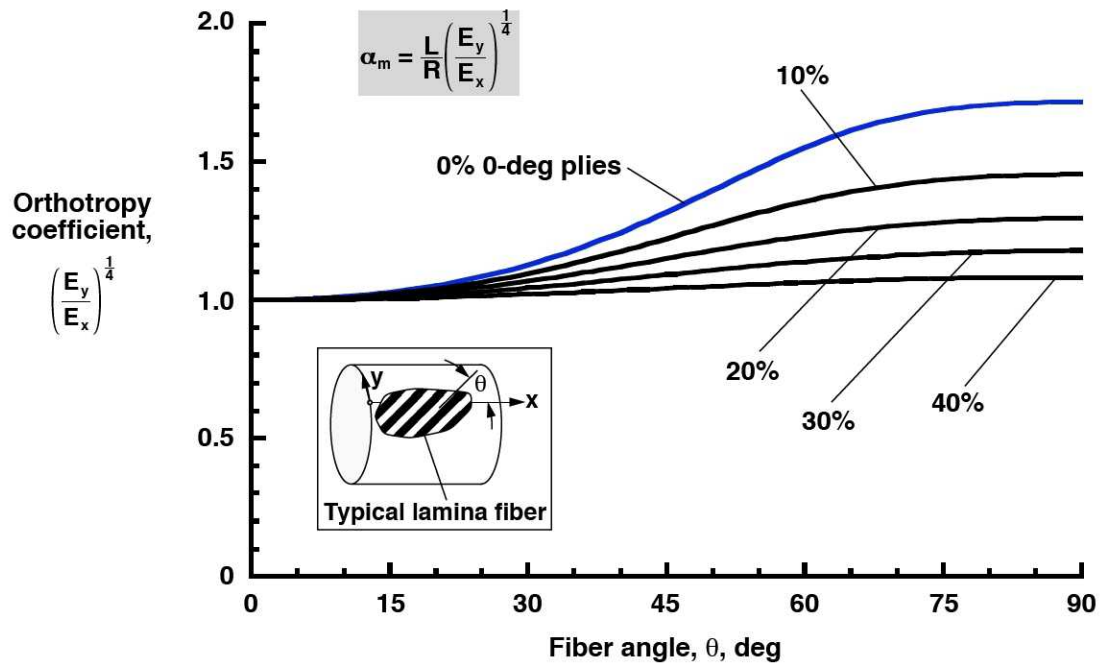 2.0
1.5
1.0
0.5
0
α_m = L/R (E_y/E_x)^1/4
10%
0% 0-deg plies
Orthotropy
coefficient,
(E_y/E_x)^1/4
20%
30%
40%
y
θ
x
Typical lamina fiber
0 15 30 45 60 75 90
Fiber angle, θ, deg